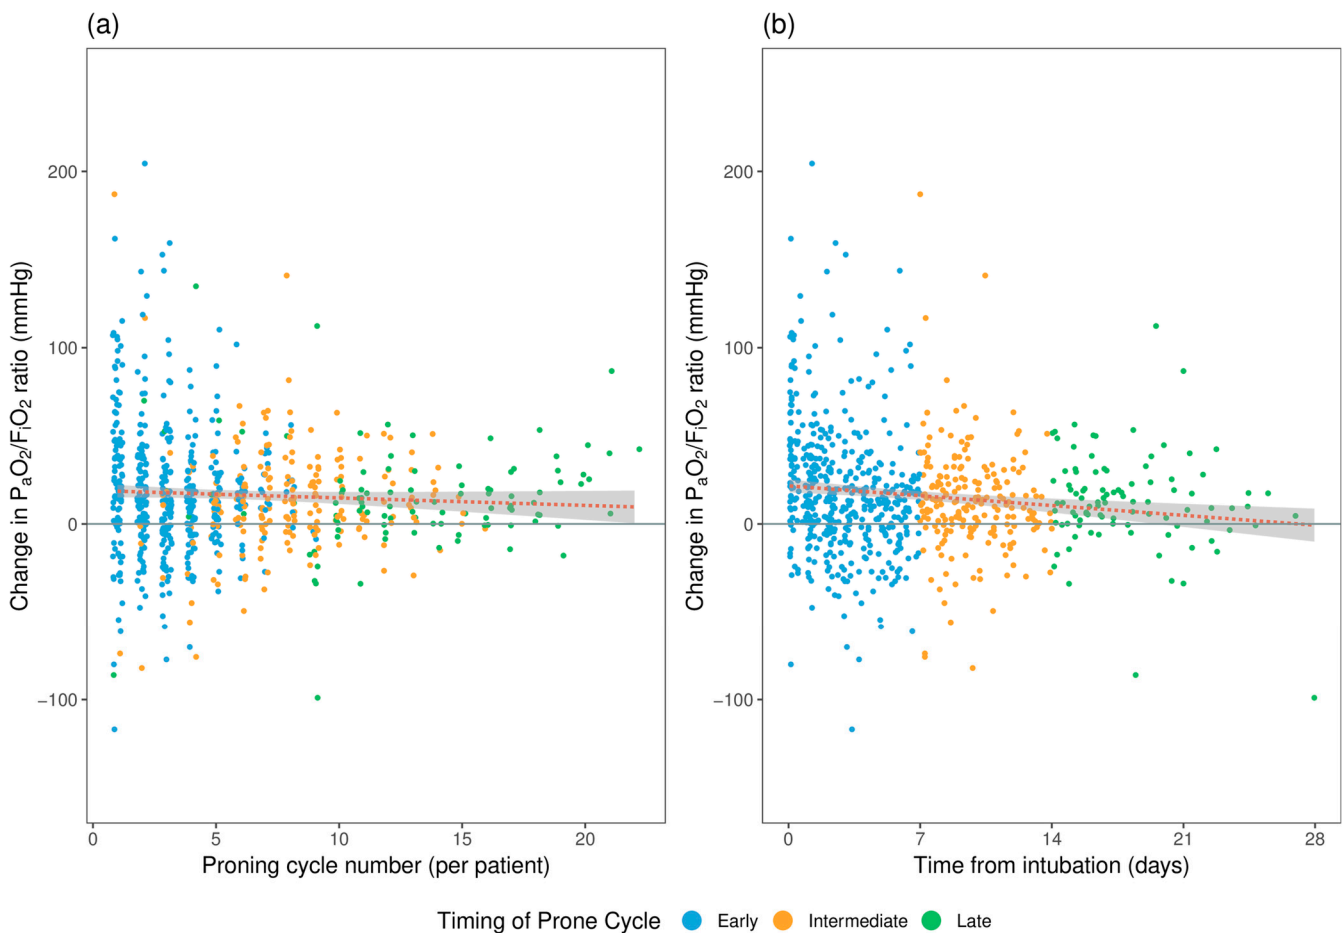 (a)
(b)
Change in PaO2/FiO2 ratio (mmHg)
200
100
0
−100
0 5 10 15 20
Proning cycle number (per patient)
Change in PaO2/FiO2 ratio (mmHg)
200
100
0
−100
0 7 14 21 28
Time from intubation (days)
Timing of Prone Cycle Early Intermediate Late